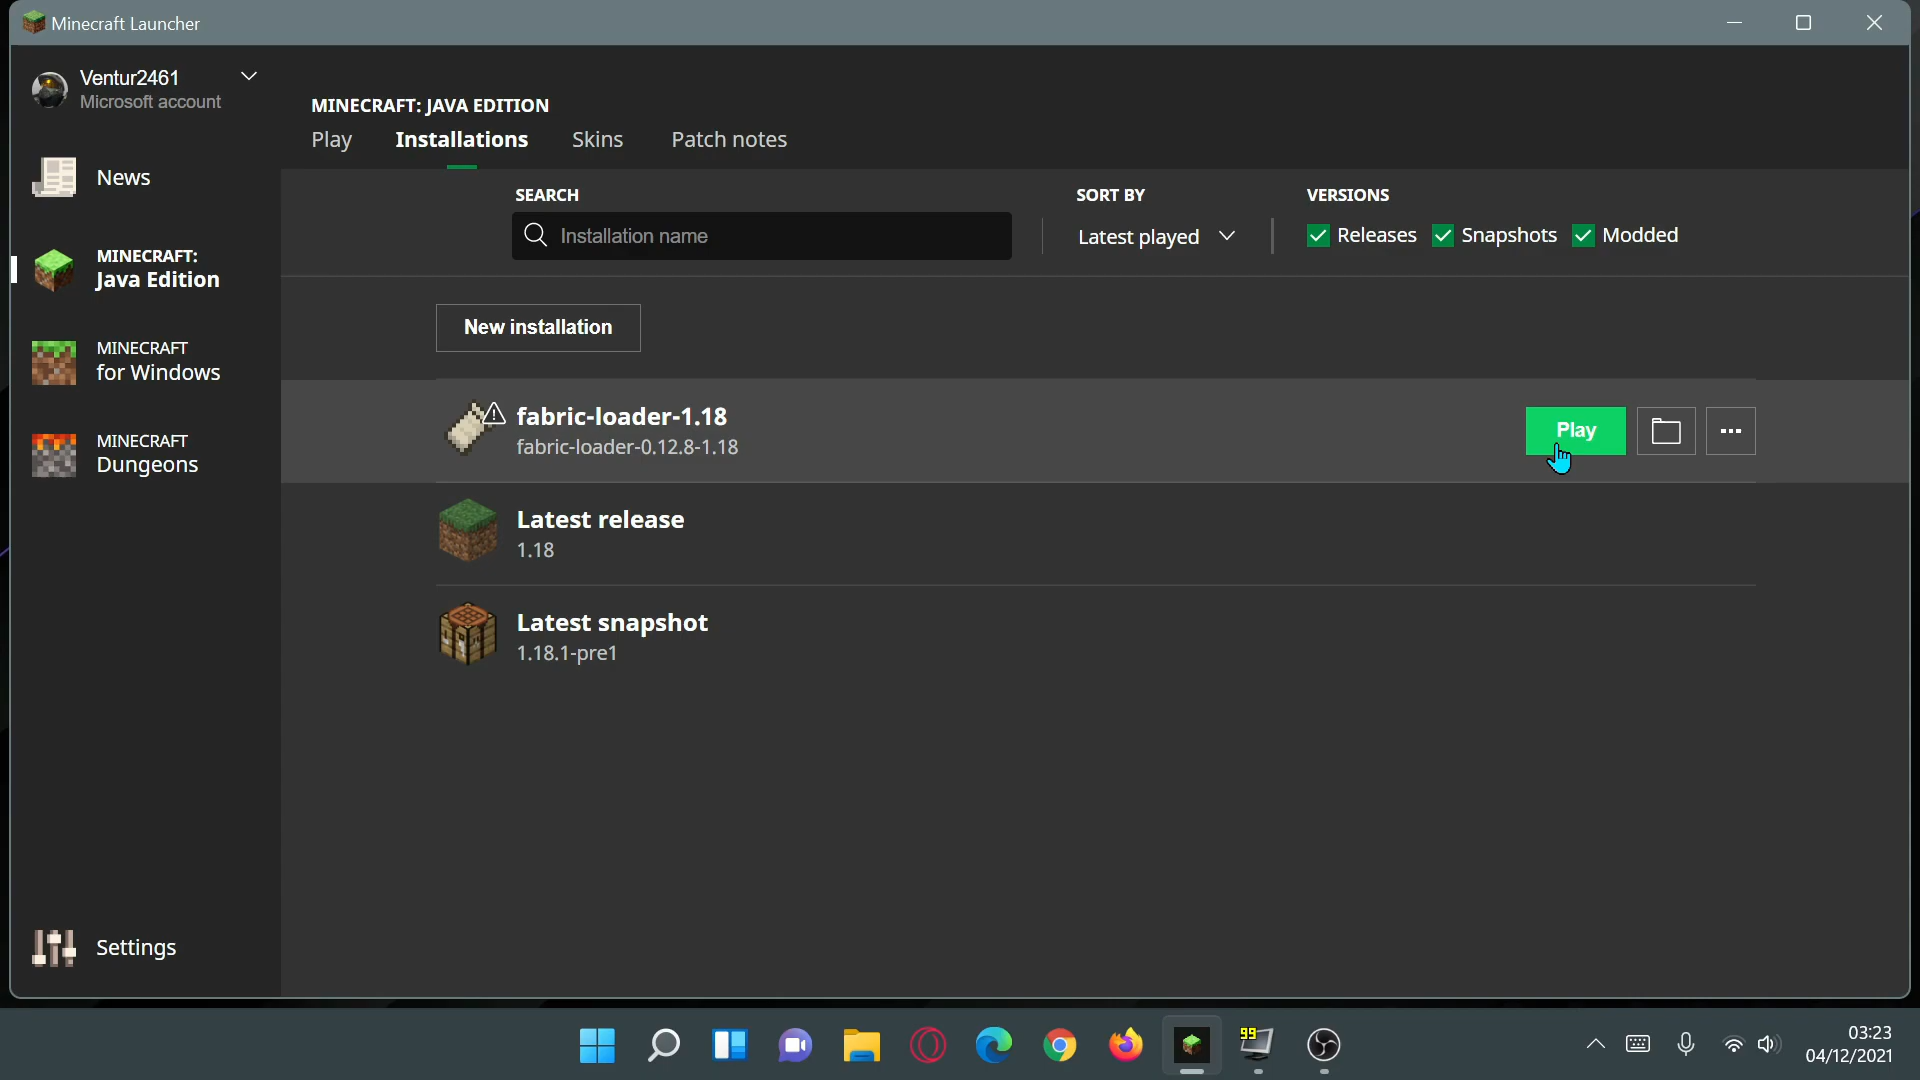 Minecraft Launcher
Ventur2461
Microsoft account
News
MINECRAFT:
Java Edition
MINECRAFT
for Windows
MINECRAFT
Dungeons
Settings
MINECRAFT: JAVA EDITION
Play Installations Skins Patch notes
SEARCH
Installation name
SORT BY
Latest played
VERSIONS
Releases Snapshots Modded
New installation
fabric-loader-1.18
fabric-loader-0.12.8-1.18
Play
Latest release
1.18
Latest snapshot
1.18.1-pre1
99
03:23
04/12/2021